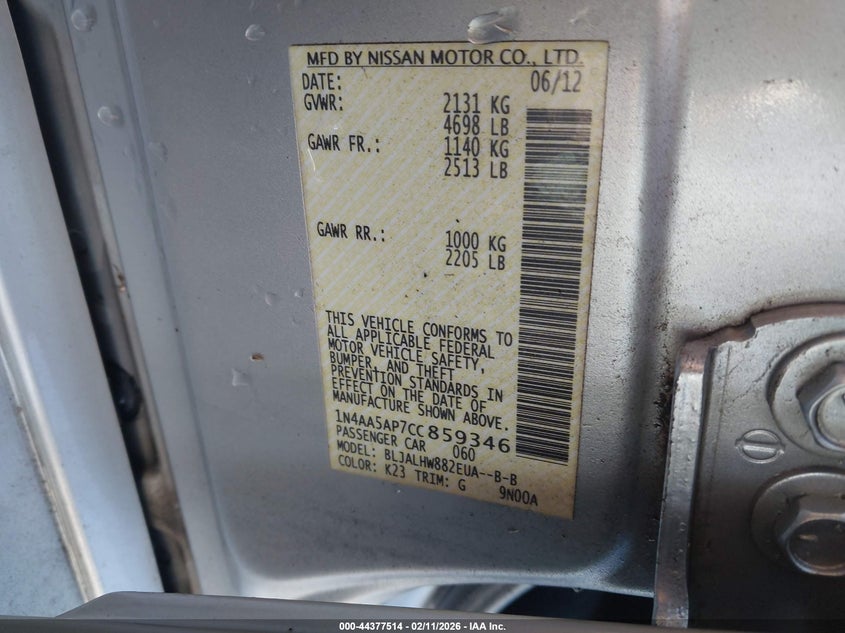 MFD BY NISSAN MOTOR CO., LTD.
DATE: 06/12
GVWR: 2131 KG
4698 LB
GAWR FR.: 1140 KG
2513 LB
GAWR RR.: 1000 KG
2205 LB
THIS VEHICLE CONFORMS TO
ALL APPLICABLE FEDERAL
MOTOR VEHICLE SAFETY,
BUMPER, AND THEFT
PREVENTION STANDARDS IN
EFFECT ON THE DATE OF
MANUFACTURE SHOWN ABOVE.
1N4AA5AP7CC859346
PASSENGER CAR 060
MODEL: BLJALHW882EUA--B-B
COLOR: K23 TRIM: G 9N00A
000-44377514 - 02/11/2026 - IAA Inc.